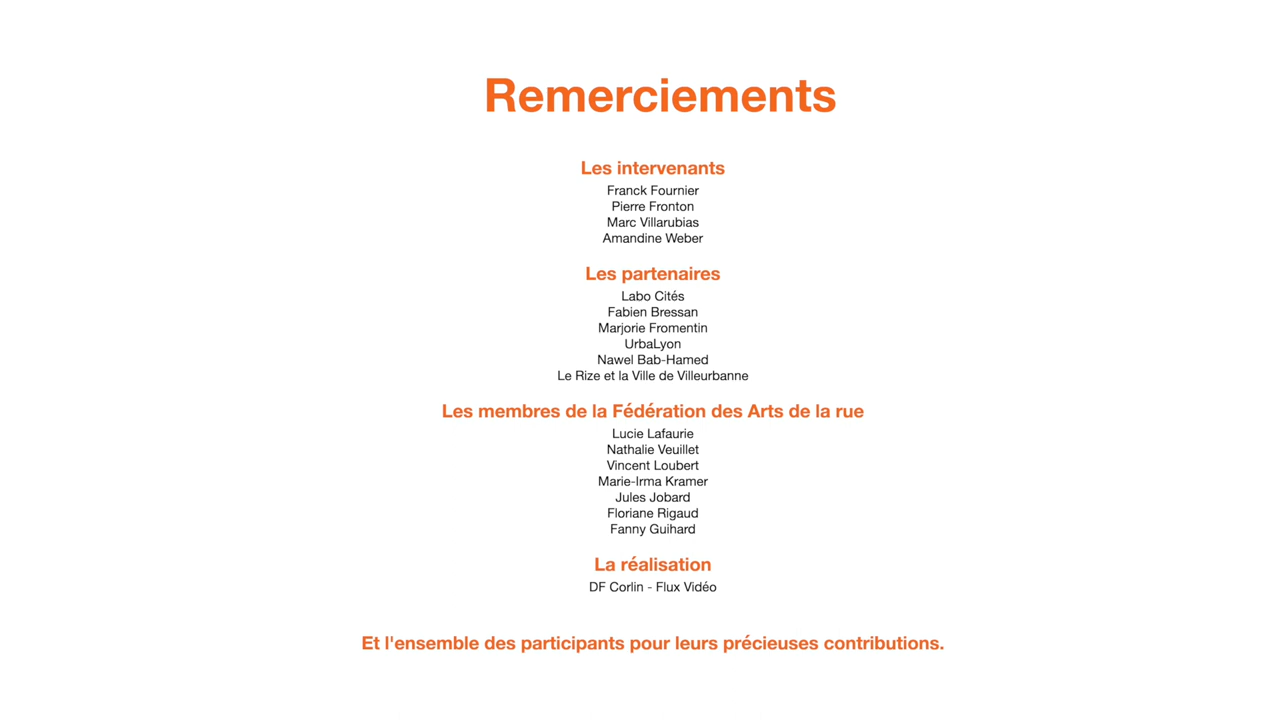 Remerciements
Les intervenants
Franck Fournier
Pierre Fronton
Marc Villarubias
Amandine Weber
Les partenaires
Labo Cités
Fabien Bressan
Marjorie Fromentin
UrbaLyon
Nawel Bab-Hamed
Le Rize et la Ville de Villeurbanne
Les membres de la Fédération des Arts de la rue
Lucie Lafaurie
Nathalie Veuillet
Vincent Loubert
Marie-Irma Kramer
Jules Jobard
Floriane Rigaud
Fanny Guihard
La réalisation
DF Corlin - Flux Vidéo
Et l'ensemble des participants pour leurs précieuses contributions.